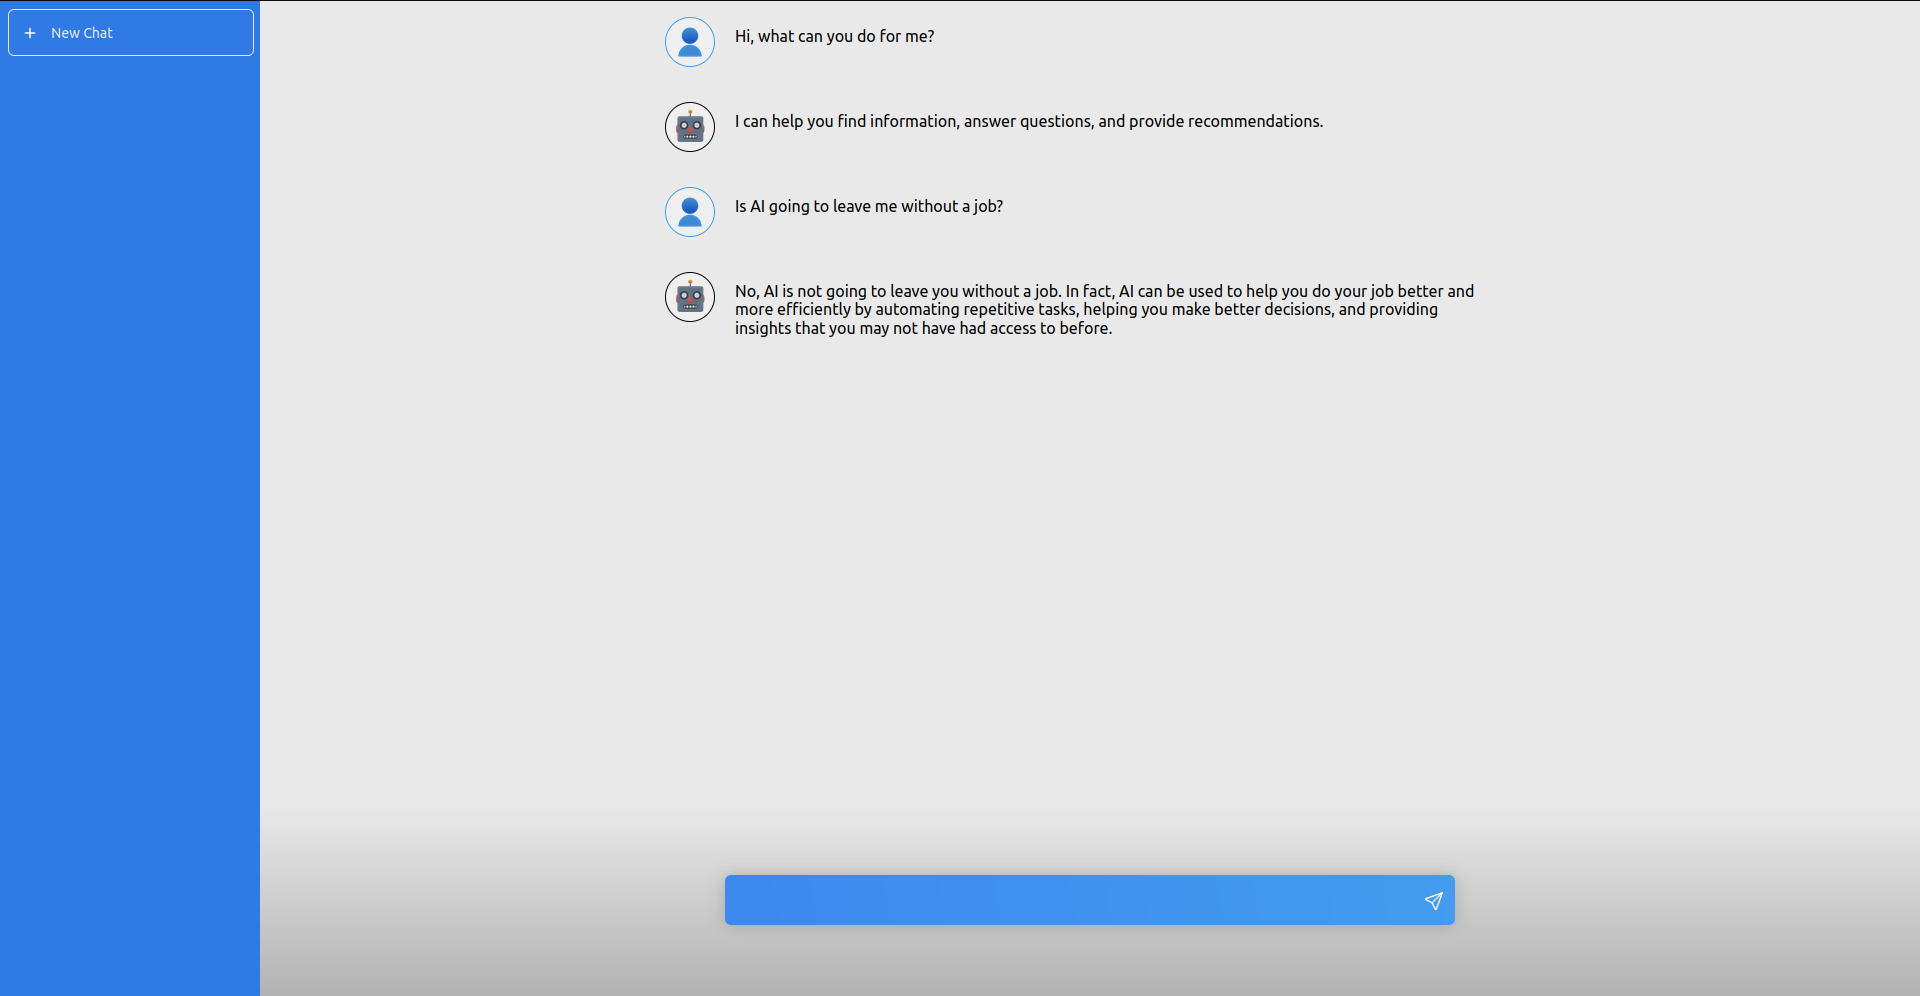 New Chat
Hi, what can you do for me?
I can help you find information, answer questions, and provide recommendations.
Is AI going to leave me without a job?
No, AI is not going to leave you without a job. In fact, AI can be used to help you do your job better and
more efficiently by automating repetitive tasks, helping you make better decisions, and providing
insights that you may not have had access to before.